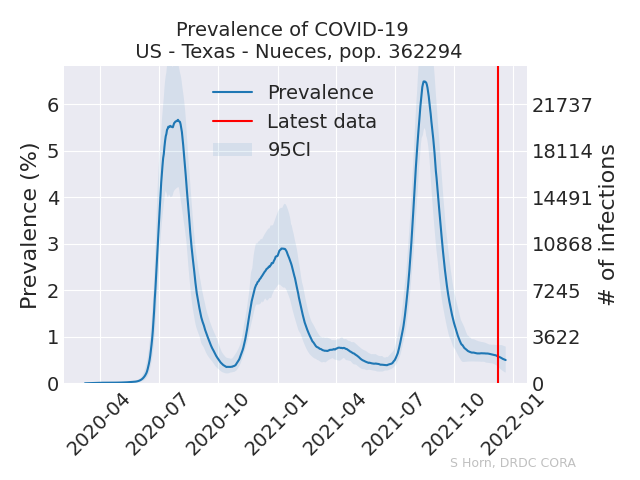 Prevalence of COVID-19
US - Texas - Nueces, pop. 362294
Prevalence
Latest data
95CI
Prevalence (%)
6
5
4
3
2
1
0
21737
18114
14491
10868
7245
3622
0
# of infections
2020-04
2020-07
2020-10
2021-01
2021-04
2021-07
2021-10
2022-01
S Horn, DRDC CORA